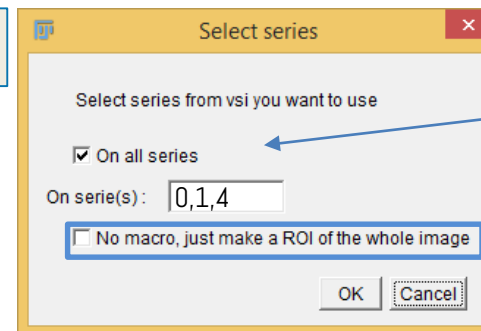 Select series
Select series from vsi you want to use
On all series
On serie(s) : 0,1,4
No macro, just make a ROI of the whole image
OK Cancel